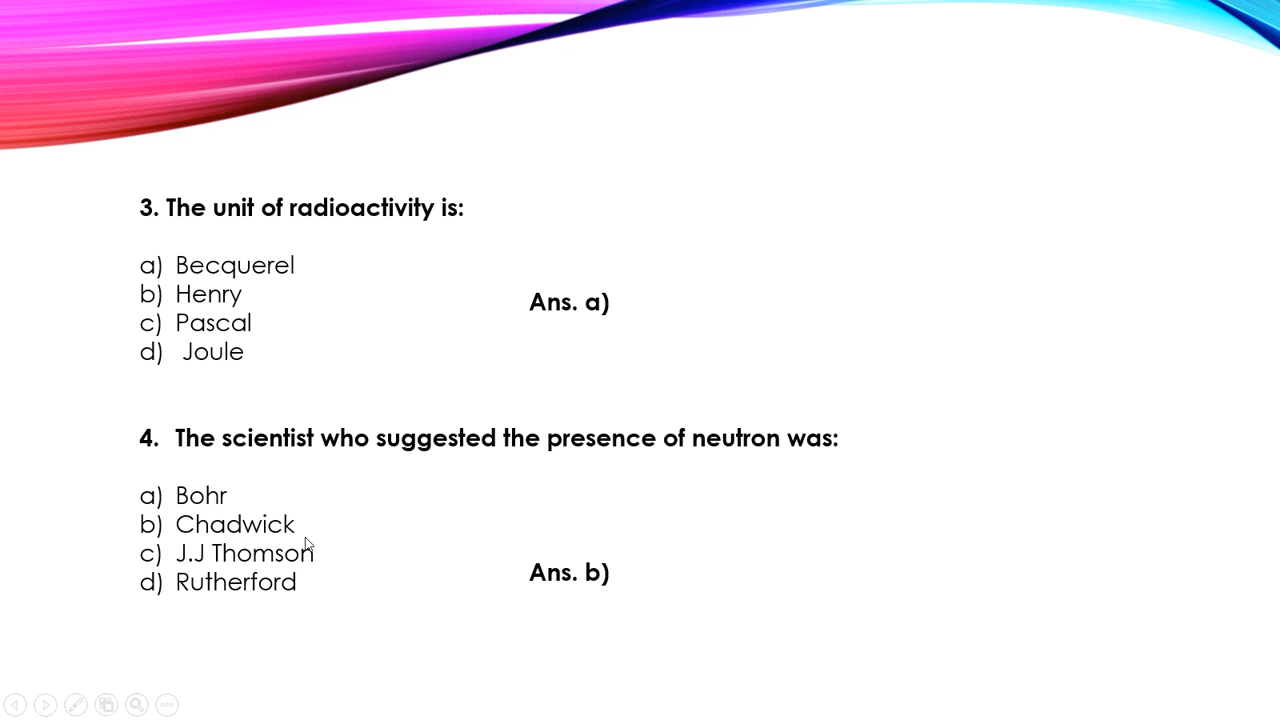 3. The unit of radioactivity is:
a) Becquerel
b) Henry
c) Pascal
d) Joule
Ans. a)
4. The scientist who suggested the presence of neutron was:
a) Bohr
b) Chadwick
c) J.J Thomson
d) Rutherford
Ans. b)